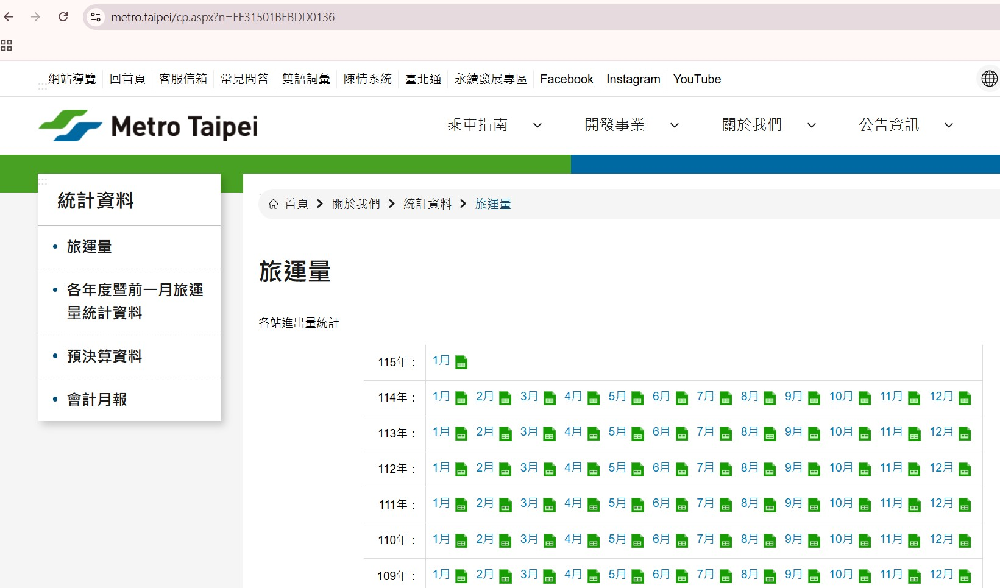 metro.taipei/cp.aspx?n=FF31501BEBDD0136
網站導覽 回首頁 客服信箱 常見問答 雙語詞彙 陳情系統 臺北通 永續發展專區 Facebook Instagram YouTube
Metro Taipei 乘車指南 開發事業 關於我們 公告資訊
統計資料
旅運量
各年度暨前一月旅運
量統計資料
預決算資料
會計月報
首頁 關於我們 統計資料 旅運量
旅運量
各站進出量統計
115年： 1月
114年： 1月 2月 3月 4月 5月 6月 7月 8月 9月 10月 11月 12月
113年： 1月 2月 3月 4月 5月 6月 7月 8月 9月 10月 11月 12月
112年： 1月 2月 3月 4月 5月 6月 7月 8月 9月 10月 11月 12月
111年： 1月 2月 3月 4月 5月 6月 7月 8月 9月 10月 11月 12月
110年： 1月 2月 3月 4月 5月 6月 7月 8月 9月 10月 11月 12月
109年： 1月 2月 3月 4月 5月 6月 7月 8月 9月 10月 11月 12月